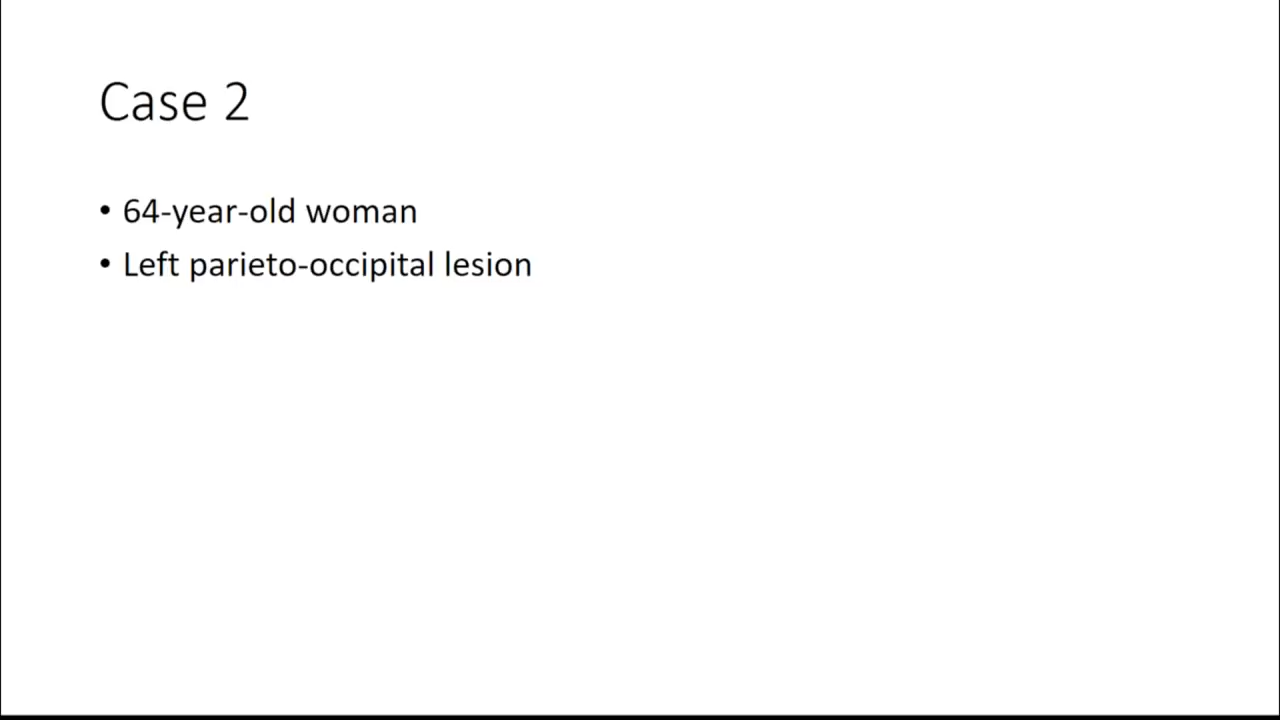 Case 2
• 64-year-old woman
• Left parieto-occipital lesion